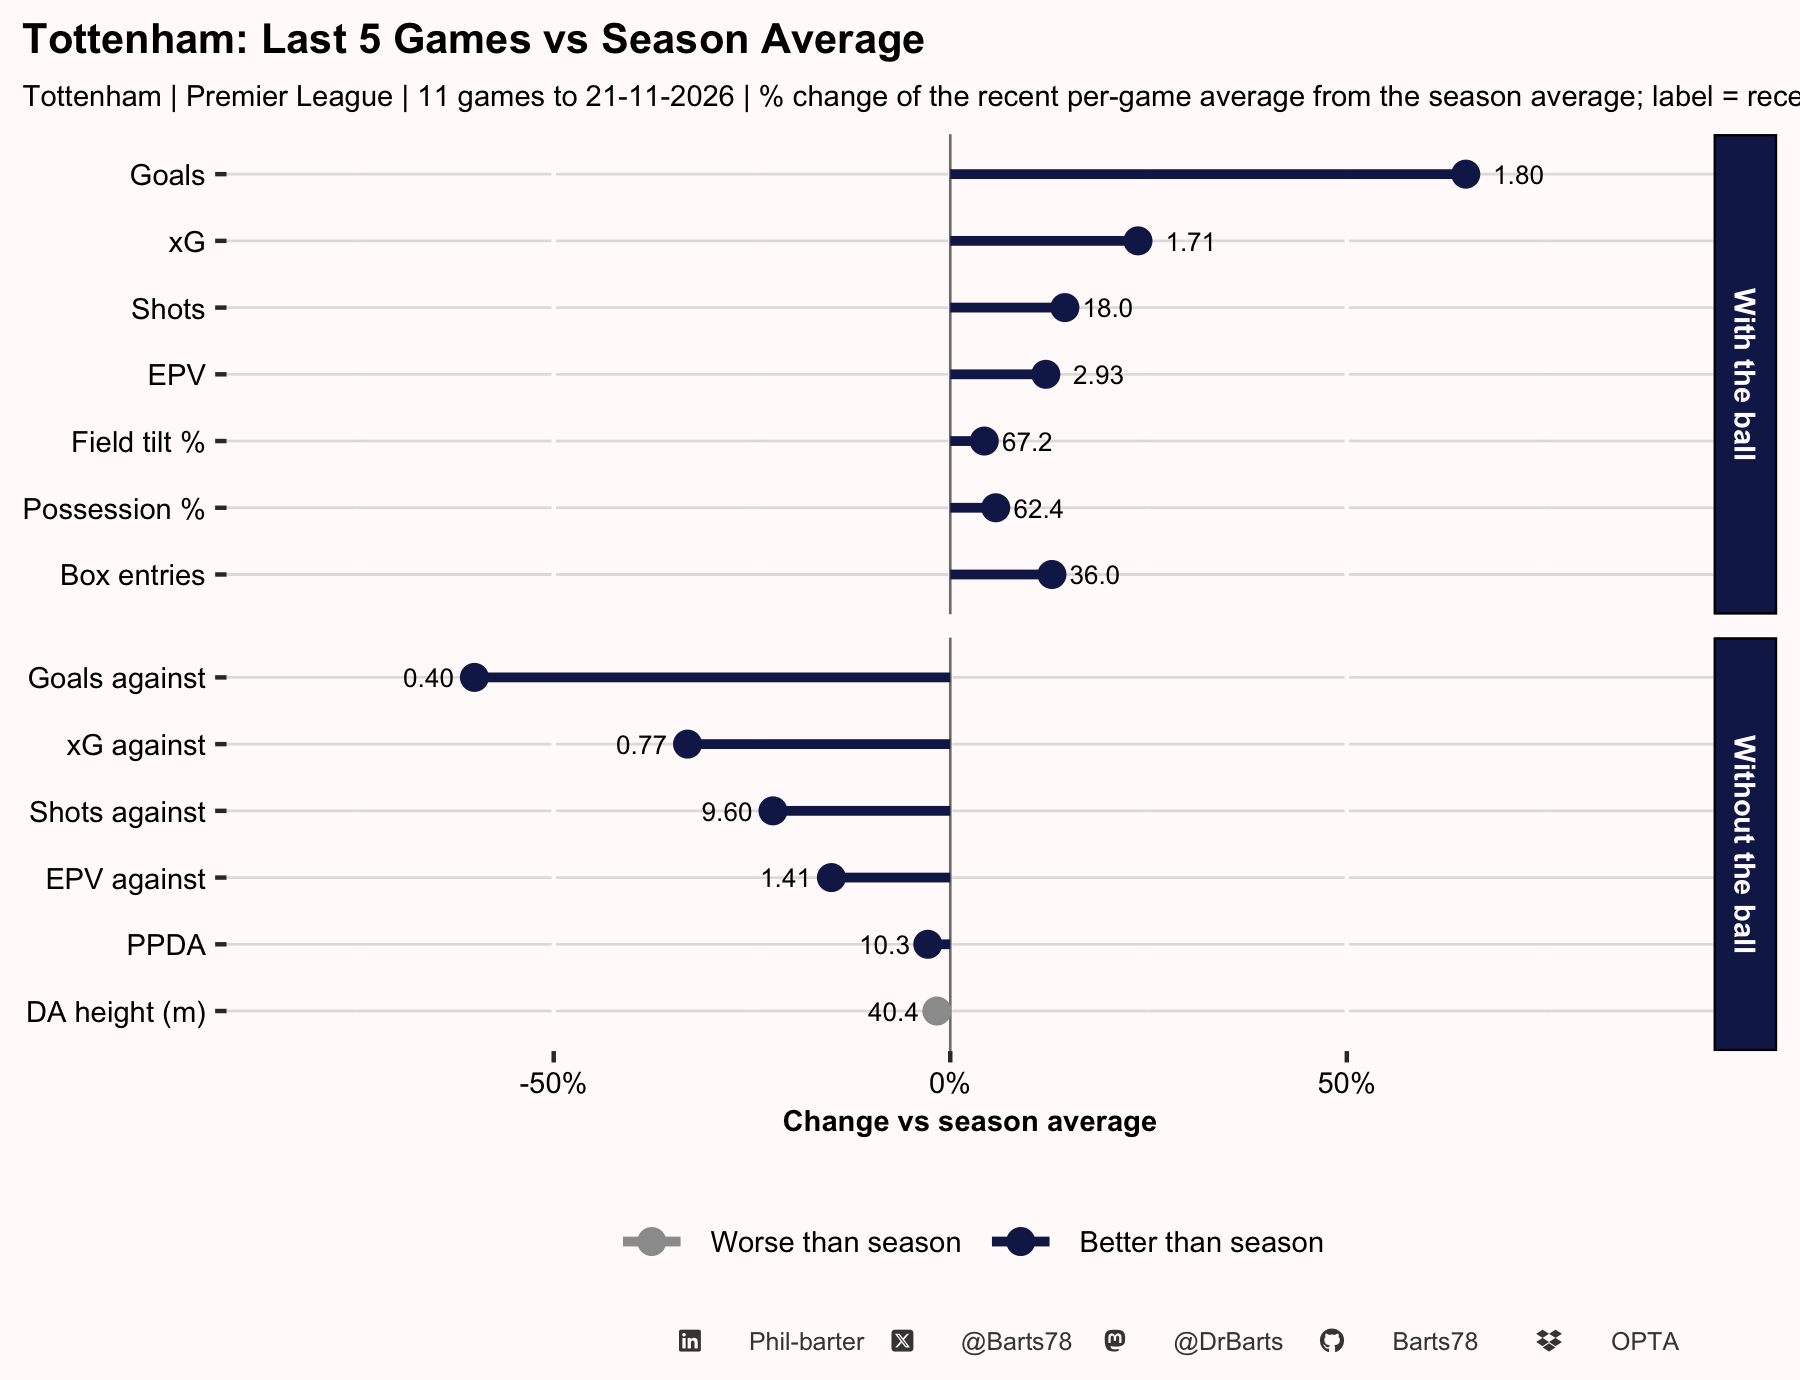 Tottenham: Last 5 Games vs Season Average
Tottenham | Premier League | 11 games to 21-11-2026 | % change of the recent per-game average from the season average; label = rece
Goals 1.80
xG 1.71
Shots 18.0
EPV 2.93
Field tilt % 67.2
Possession % 62.4
Box entries 36.0
With the ball
Goals against 0.40
xG against 0.77
Shots against 9.60
EPV against 1.41
PPDA 10.3
DA height (m) 40.4
Without the ball
-50% 0% 50%
Change vs season average
Worse than season Better than season
Phil-barter @Barts78 @DrBarts Barts78 OPTA